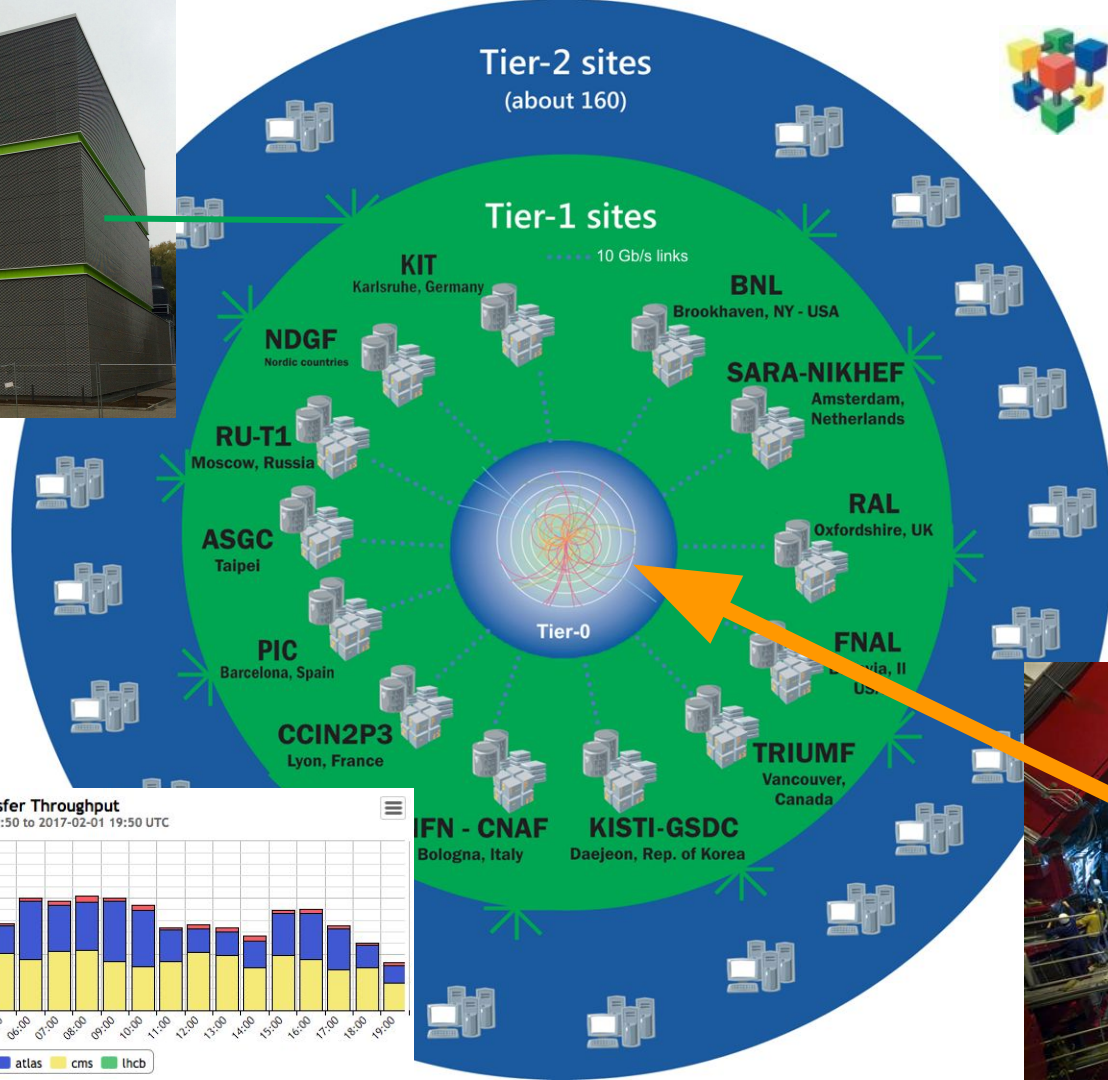 Tier-2 sites
(about 160)
Tier-1 sites
10 Gb/s links
KIT
Karlsruhe, Germany
BNL
Brookhaven, NY - USA
NDGF
Nordic countries
SARA-NIKHEF
Amsterdam,
Netherlands
RU-T1
Moscow, Russia
RAL
Oxfordshire, UK
ASGC
Taipei
Tier-0
PIC
Barcelona, Spain
FNAL
CCIN2P3
Lyon, France
TRIUMF
Vancouver,
Canada
IFN - CNAF
Bologna, Italy
KISTI-GSDC
Daejeon, Rep. of Korea
Throughput
to 2017-02-01 19:50 UTC
06:00 07:00 08:00 09:00 10:00 11:00 12:00 13:00 14:00 15:00 16:00 17:00 18:00 19:00
atlas cms lhcb